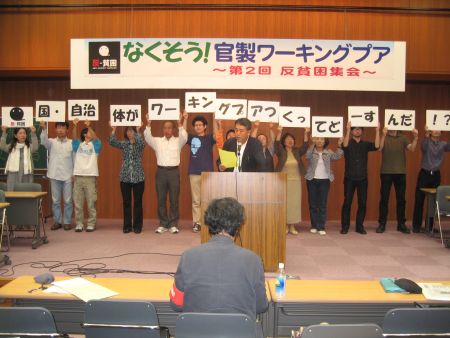 反-貧困
なくそう!官製ワーキングプア
～第2回 反貧困集会～
国・自治体がワーキングプアつくってどーすんだ!?